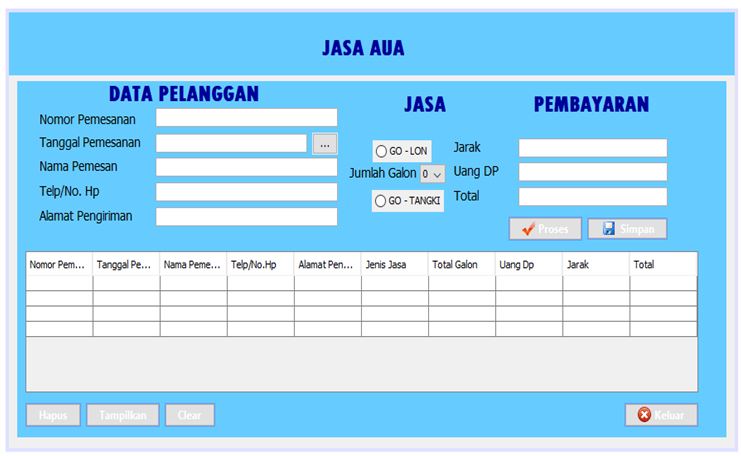 JASA AUA
DATA PELANGGAN
Nomor Pemesanan
Tanggal Pemesanan
...
Nama Pemesan
Telp/No. Hp
Alamat Pengiriman
JASA
GO - LON
Jumlah Galon 0
GO - TANGKI
PEMBAYARAN
Jarak
Uang DP
Total
Proses Simpan
Nomor Pem... Tanggal Pe... Nama Peme... Telp/No.Hp Alamat Pen... Jenis Jasa Total Galon Uang Dp Jarak Total
Hapus Tampilkan Clear Keluar